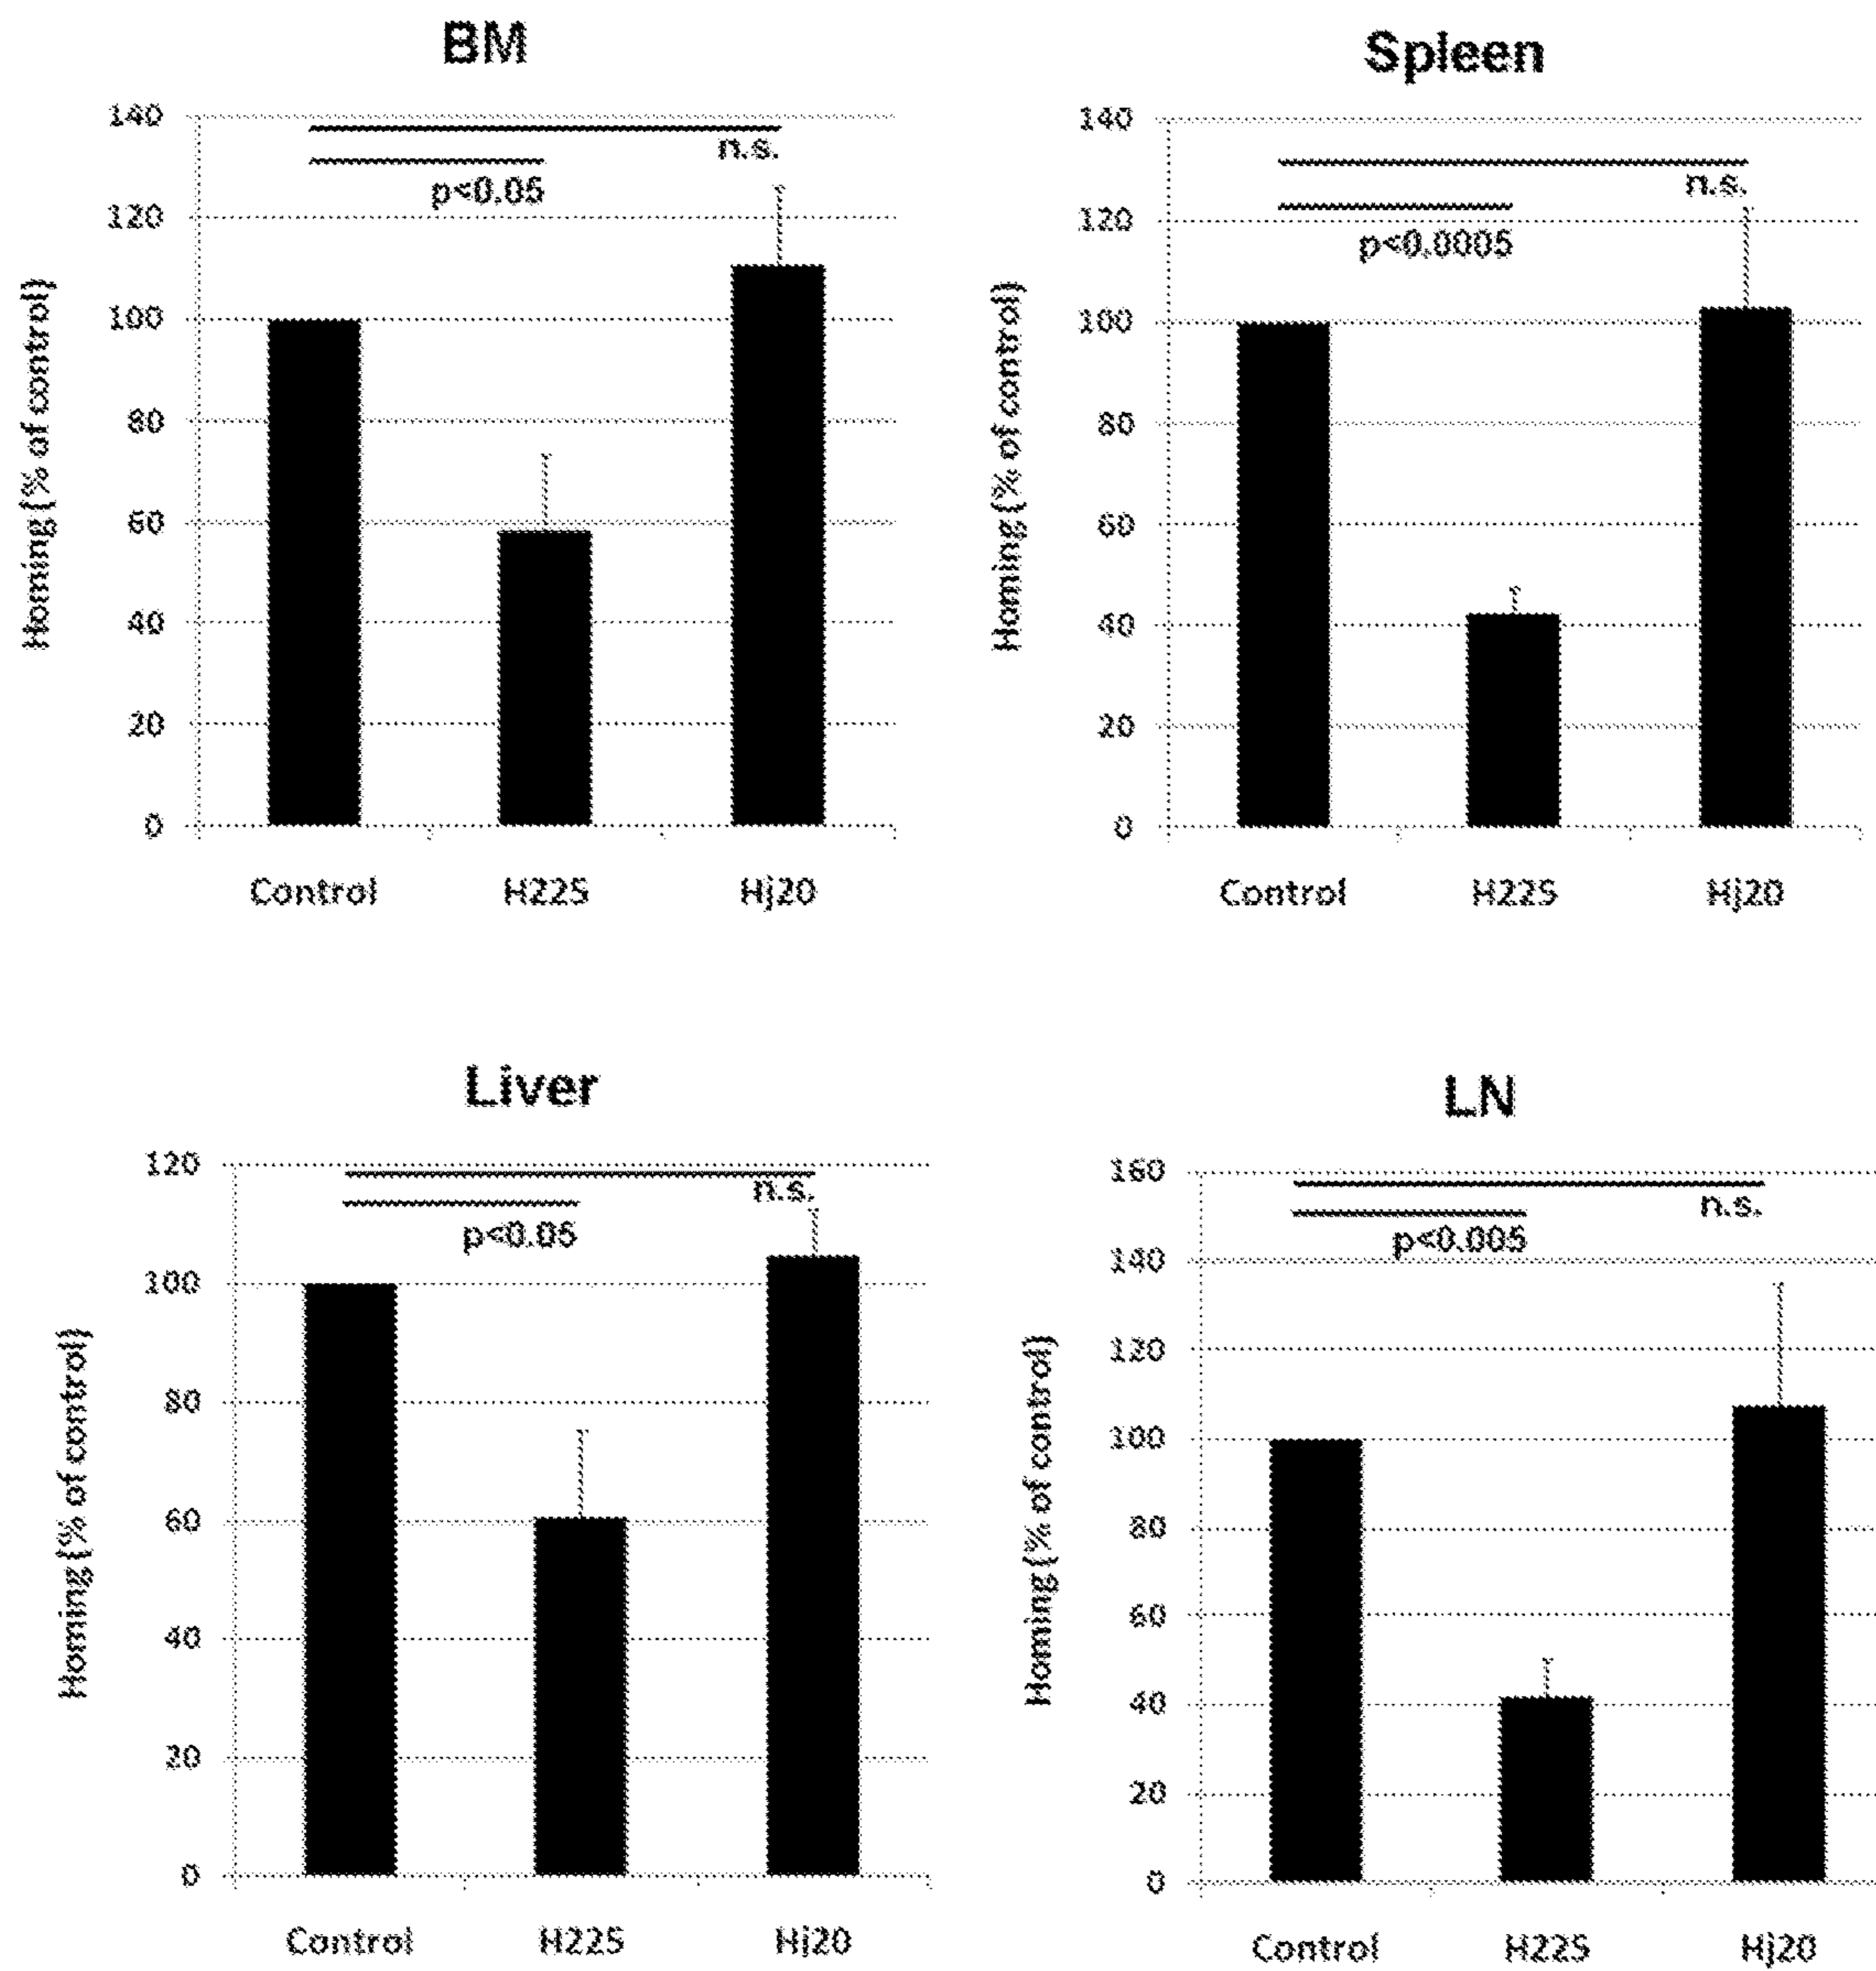 BM
140
120
100
80
60
40
20
0
Homing (% of control)
n.s.
p<0.05
Control H225 Hj20
Spleen
140
120
100
80
60
40
20
0
Homing (% of control)
n.s.
p<0.0005
Control H225 Hj20
Liver
120
100
80
60
40
20
0
Homing (% of control)
n.s.
p<0.05
Control H225 Hj20
LN
160
140
120
100
80
60
40
20
0
Homing (% of control)
n.s.
p<0.005
Control H225 Hj20